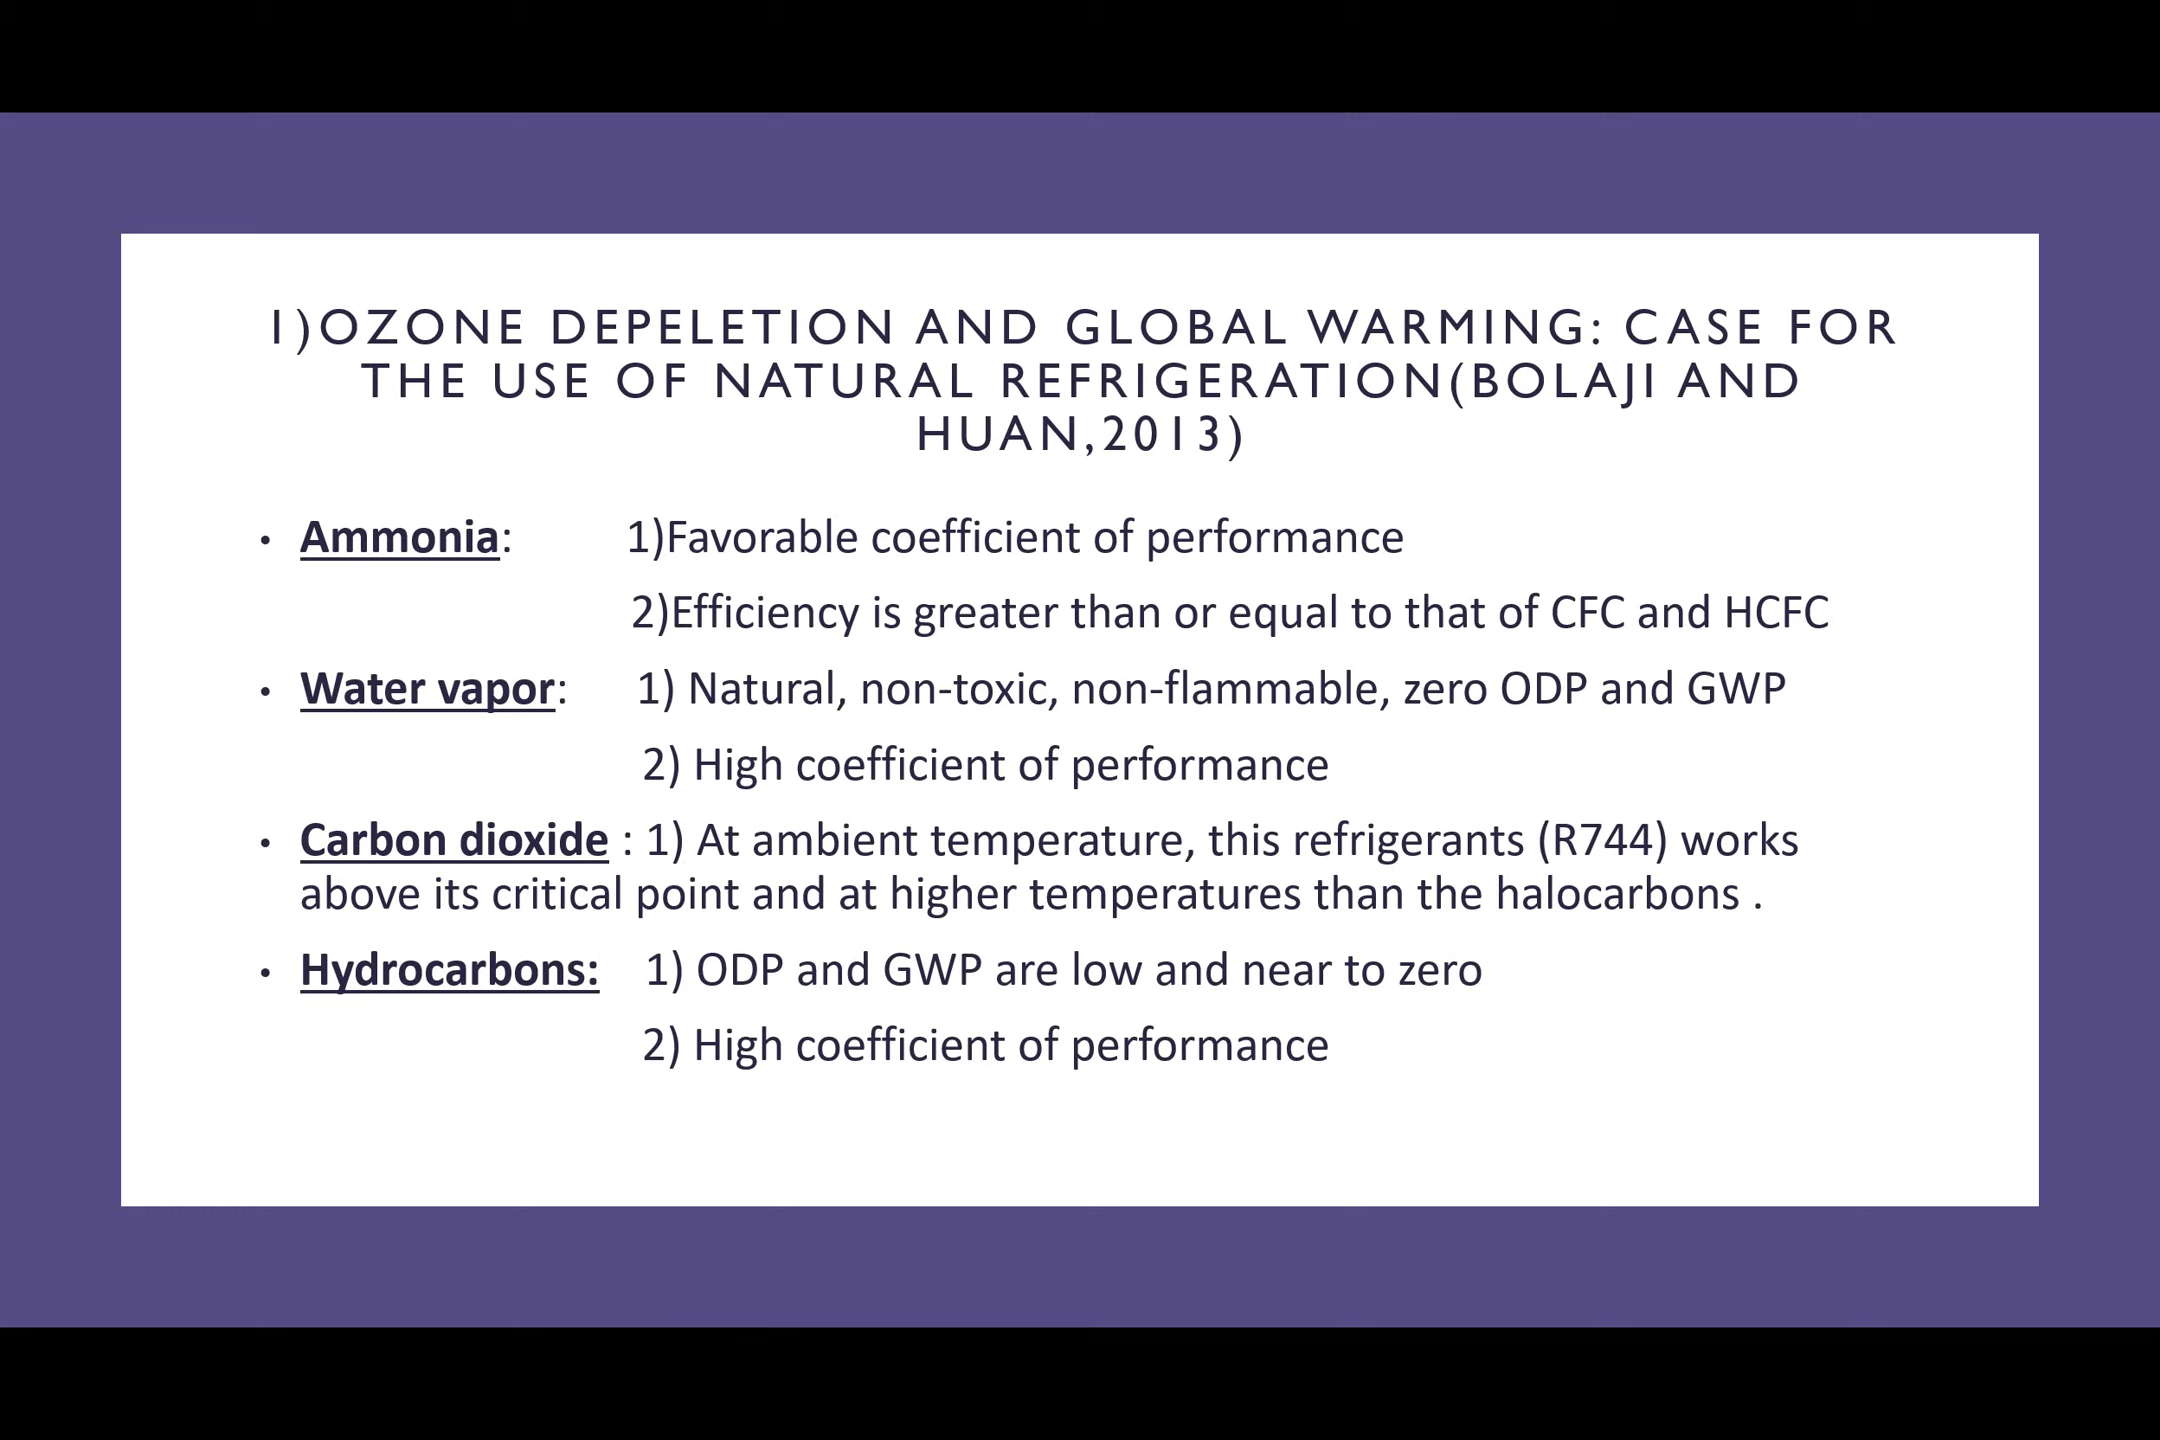 1)OZONE DEPELETION AND GLOBAL WARMING: CASE FOR
THE USE OF NATURAL REFRIGERATION(BOLAJI AND
HUAN,2013)
• Ammonia: 1)Favorable coefficient of performance
2)Efficiency is greater than or equal to that of CFC and HCFC
• Water vapor: 1) Natural, non-toxic, non-flammable, zero ODP and GWP
2) High coefficient of performance
• Carbon dioxide : 1) At ambient temperature, this refrigerants (R744) works
above its critical point and at higher temperatures than the halocarbons .
• Hydrocarbons: 1) ODP and GWP are low and near to zero
2) High coefficient of performance